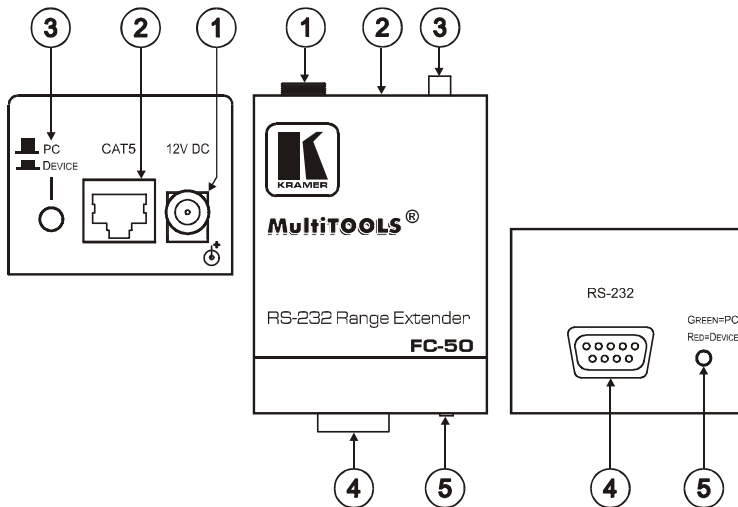 3 2 1
PC
DEVICE
CAT5
12V DC
+
1 2 3
K
KRAMER
MultiTOOLS®
RS-232 Range Extender
FC-50
4 5
RS-232
GREEN=PC
RED=DEVICE
4 5